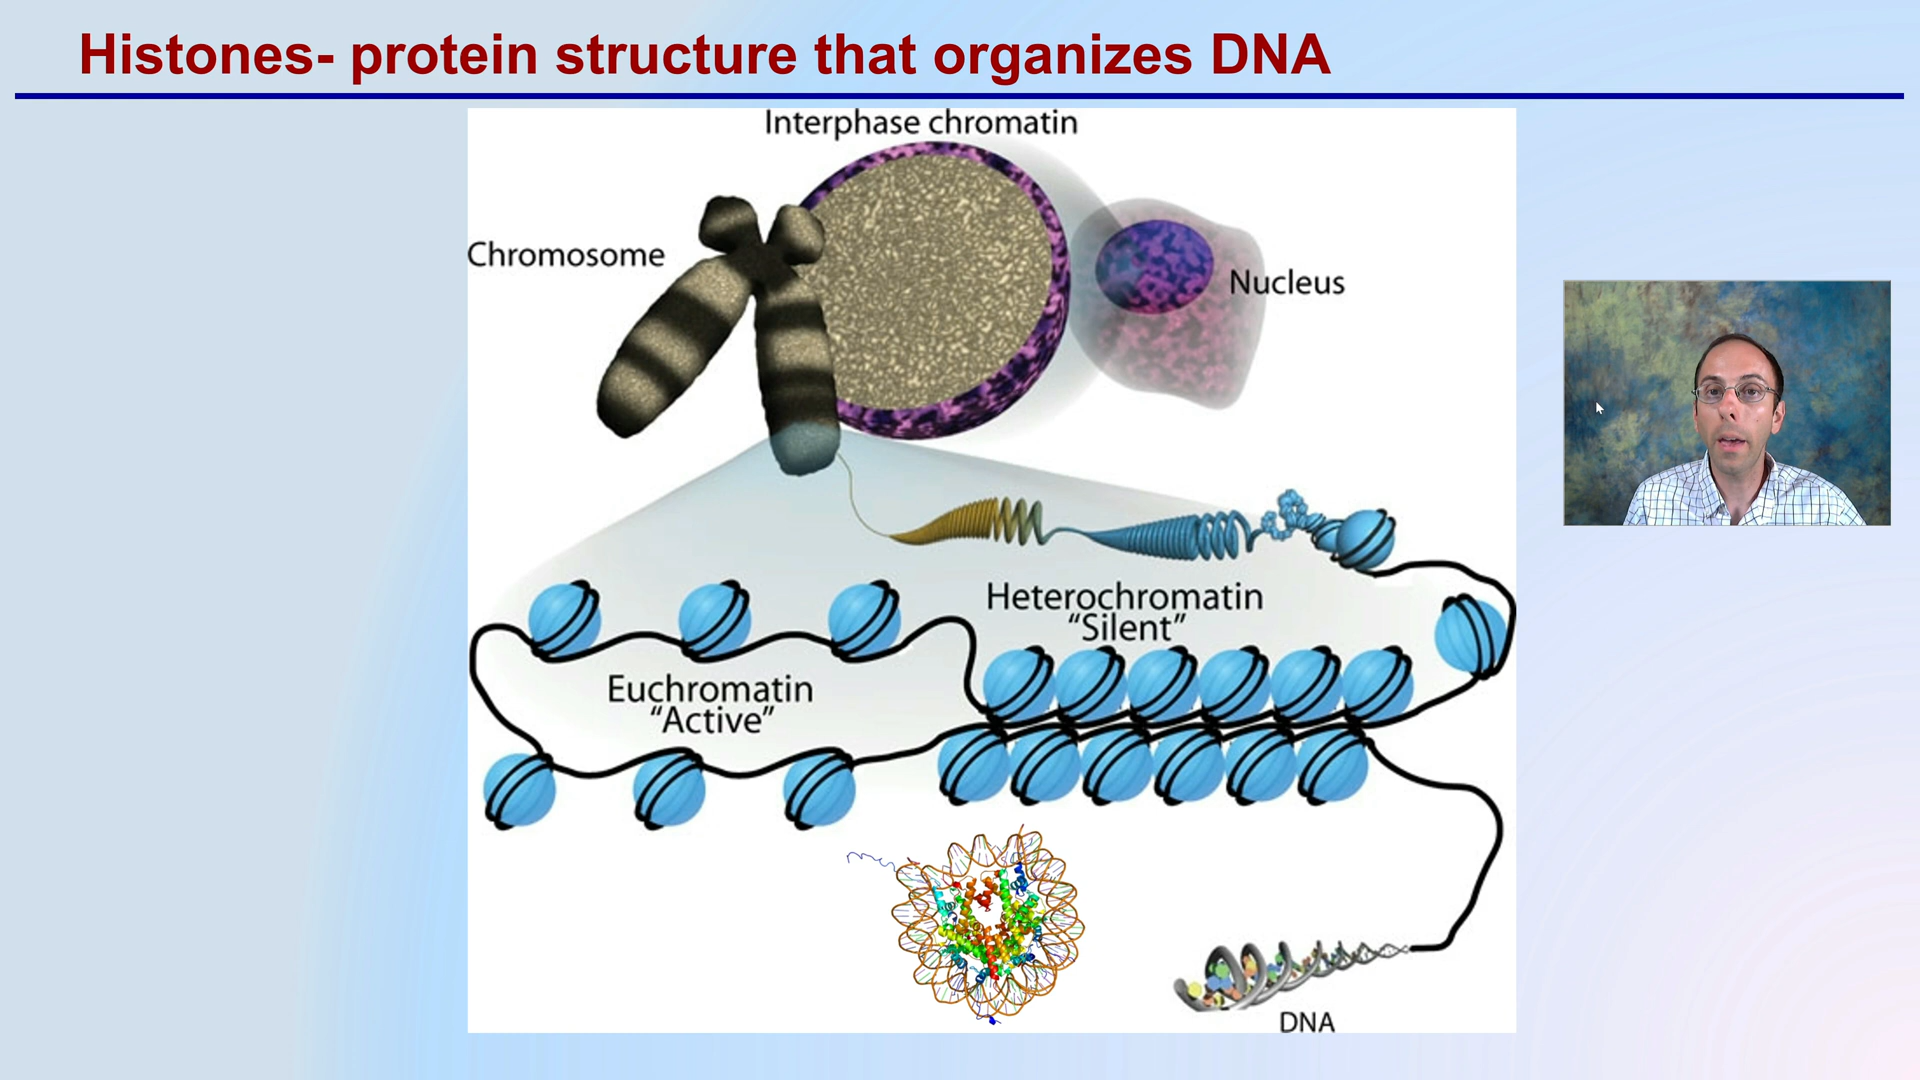 Histones- protein structure that organizes DNA
Interphase chromatin
Chromosome
Nucleus
Heterochromatin
“Silent”
Euchromatin
“Active”
DNA